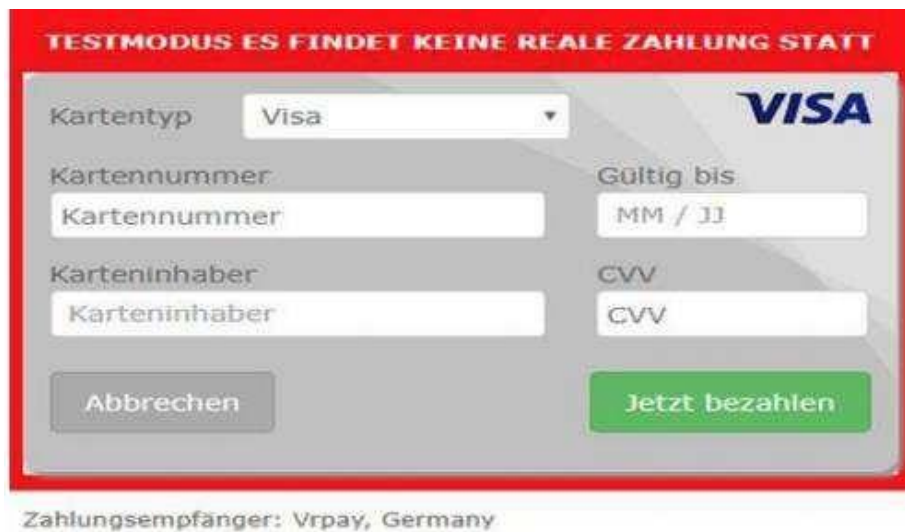 TESTMODUS ES FINDET KEINE REALE ZAHLUNG STATT
Kartentyp Visa VISA
Kartennummer Gültig bis
Kartennummer MM / JJ
Karteninhaber CVV
Karteninhaber CVV
Abbrechen Jetzt bezahlen
Zahlungsempfänger: Vrpay, Germany